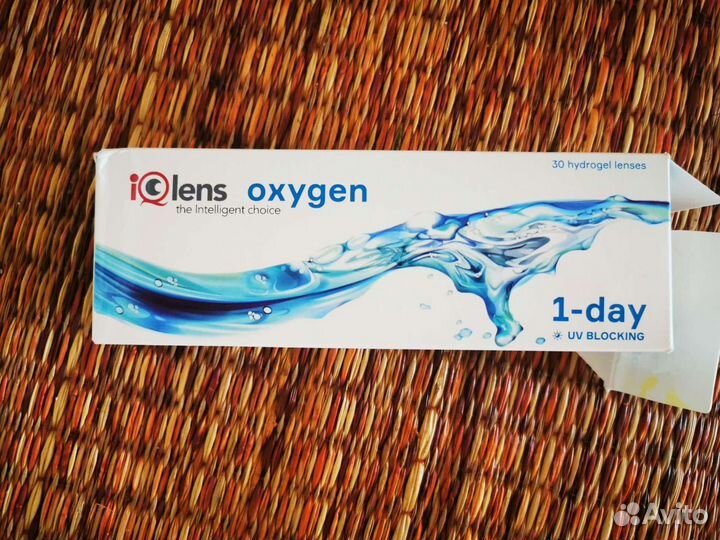 30 hydrogel lenses
iQlens oxygen
the Intelligent choice
1-day
UV BLOCKING
Avito